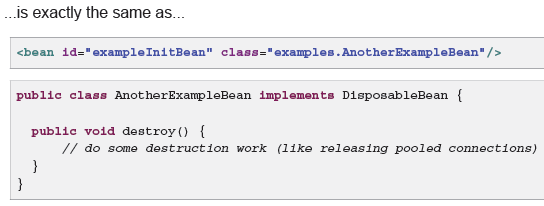 ...is exactly the same as...
<bean id="exampleInitBean" class="examples.AnotherExampleBean"/>
public class AnotherExampleBean implements DisposableBean {
public void destroy() {
// do some destruction work (like releasing pooled connections)
}
}